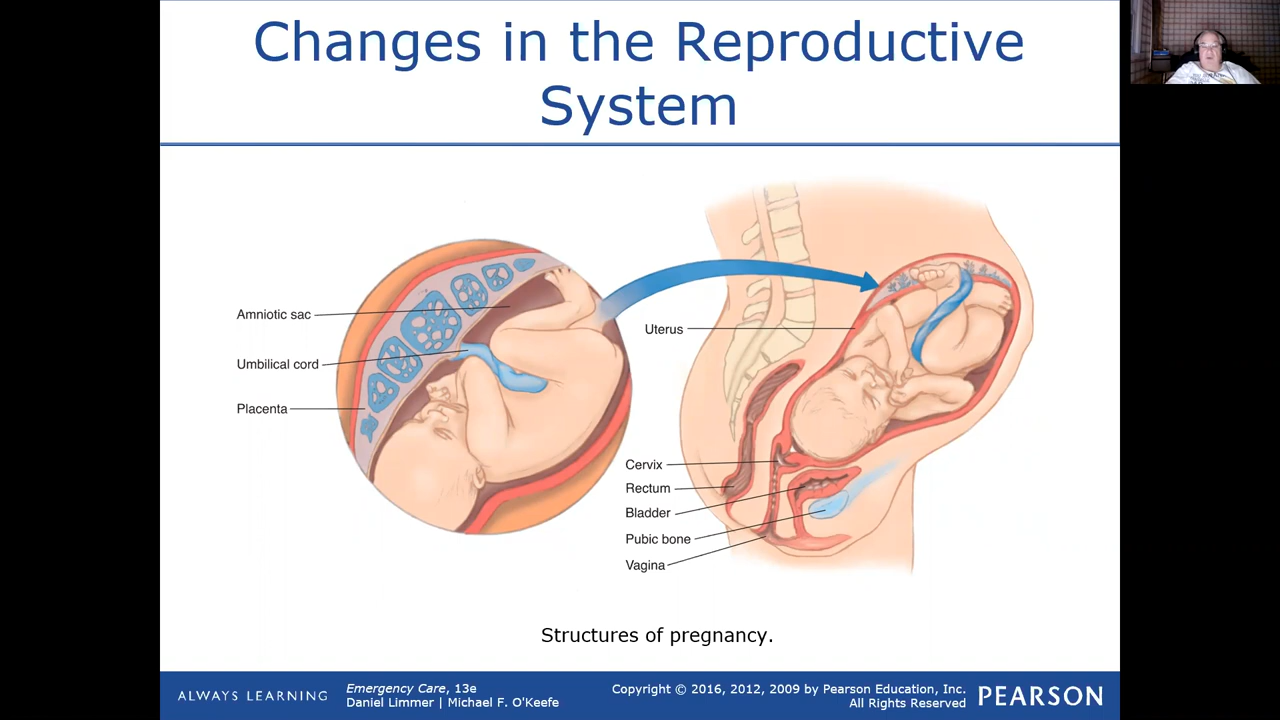 Changes in the Reproductive
System
Amniotic sac
Umbilical cord
Placenta
Uterus
Cervix
Rectum
Bladder
Pubic bone
Vagina
Structures of pregnancy.
ALWAYS LEARNING
Emergency Care, 13e
Daniel Limmer | Michael F. O'Keefe
Copyright © 2016, 2012, 2009 by Pearson Education, Inc.
All Rights Reserved
PEARSON